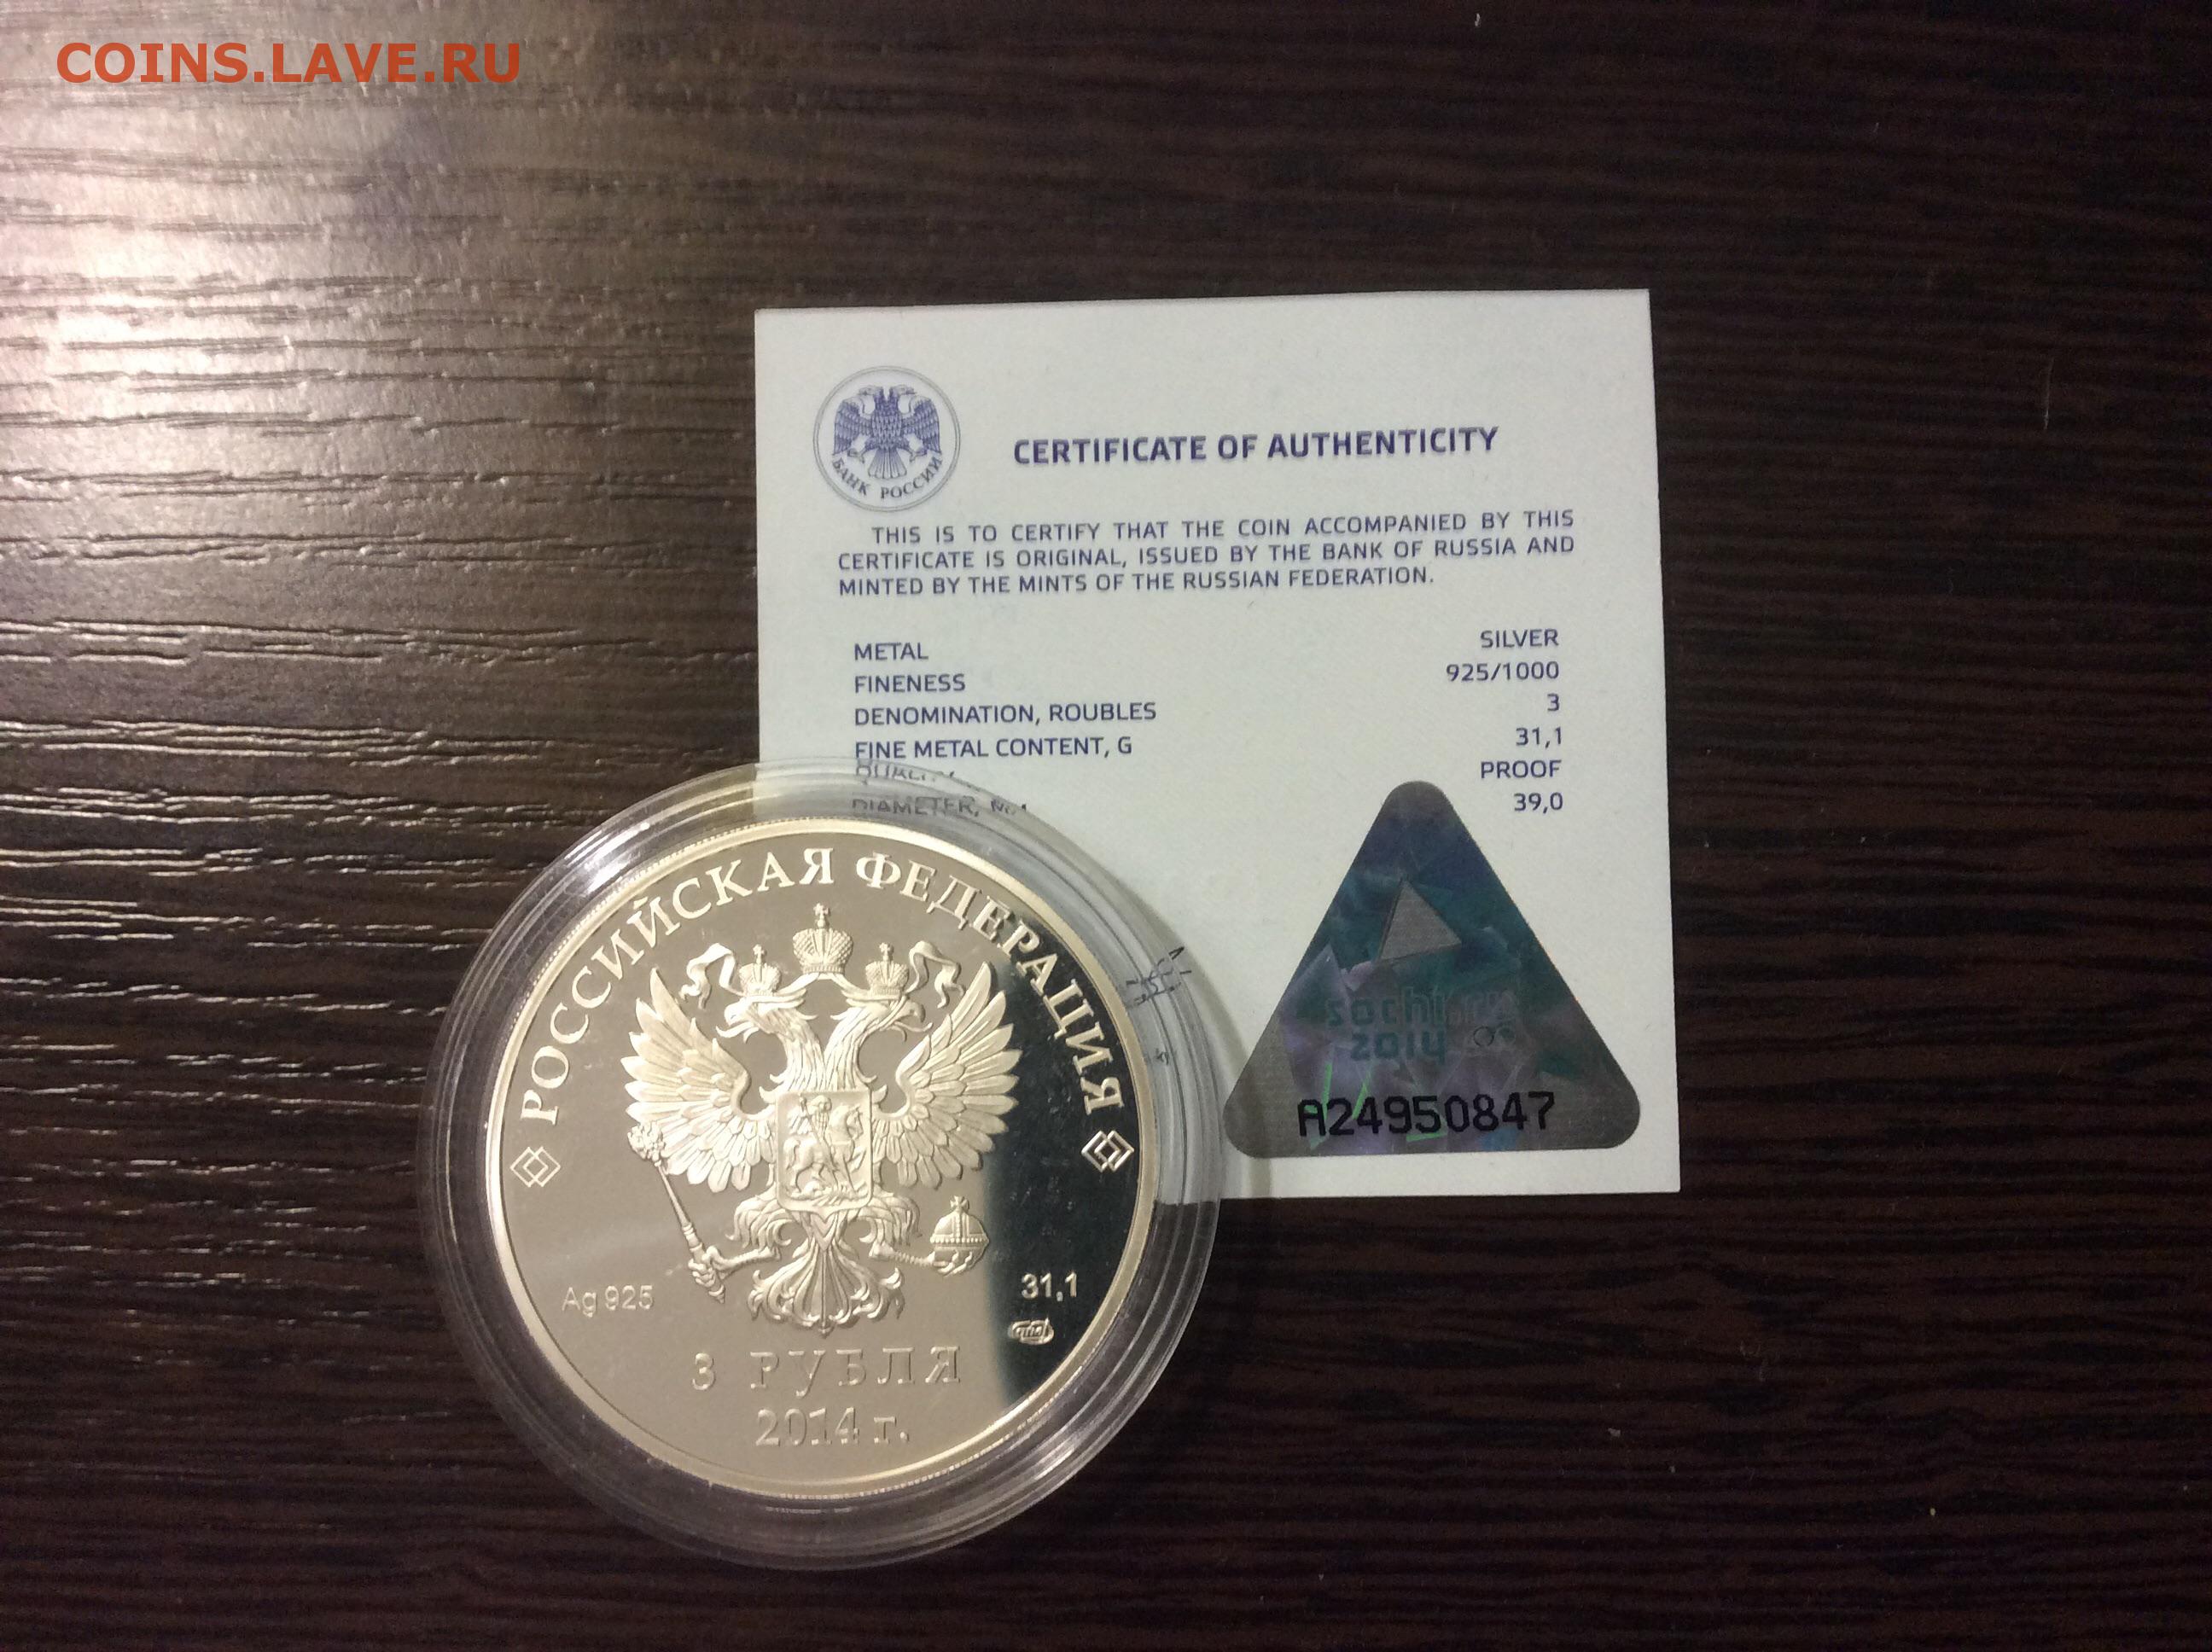 COINS.LAVE.RU
БАНК РОССИИ
CERTIFICATE OF AUTHENTICITY
THIS IS TO CERTIFY THAT THE COIN ACCOMPANIED BY THIS
CERTIFICATE IS ORIGINAL, ISSUED BY THE BANK OF RUSSIA AND
MINTED BY THE MINTS OF THE RUSSIAN FEDERATION.
METAL SILVER
FINENESS 925/1000
DENOMINATION, ROUBLES 3
FINE METAL CONTENT, G 31,1
PROOF
DIAMETER, 39,0
sochi
2014
A24950847
РОССИЙСКАЯ ФЕДЕРАЦИЯ
Ag 925
31,1
3 РУБЛЯ
2014 г.